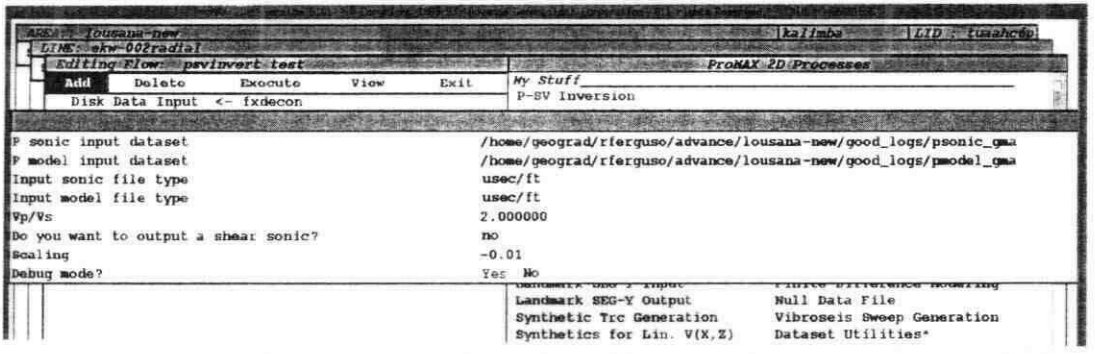 AREA: lousana-new kalimba LID : tuaahc6p
LINE: ekw-002radial
Editing Flow: psvinvert test ProMAX 2D Processes
Add Delete Execute View Exit My Stuff
Disk Data Input <- fxdecon P-SV Inversion
P sonic input dataset /home/geograd/rferguso/advance/lousana-new/good_logs/psonic_gma
P model input dataset /home/geograd/rferguso/advance/lousana-new/good_logs/pmodel_gma
Input sonic file type usec/ft
Input model file type usec/ft
Vp/Vs 2.000000
Do you want to output a shear sonic? no
Scaling -0.01
Debug mode? Yes No
Landmark SEG-Y Input Finite Difference Modeling
Landmark SEG-Y Output Null Data File
Synthetic Trc Generation Vibroseis Sweep Generation
Synthetics for Lin. V(X,Z) Dataset Utilities*